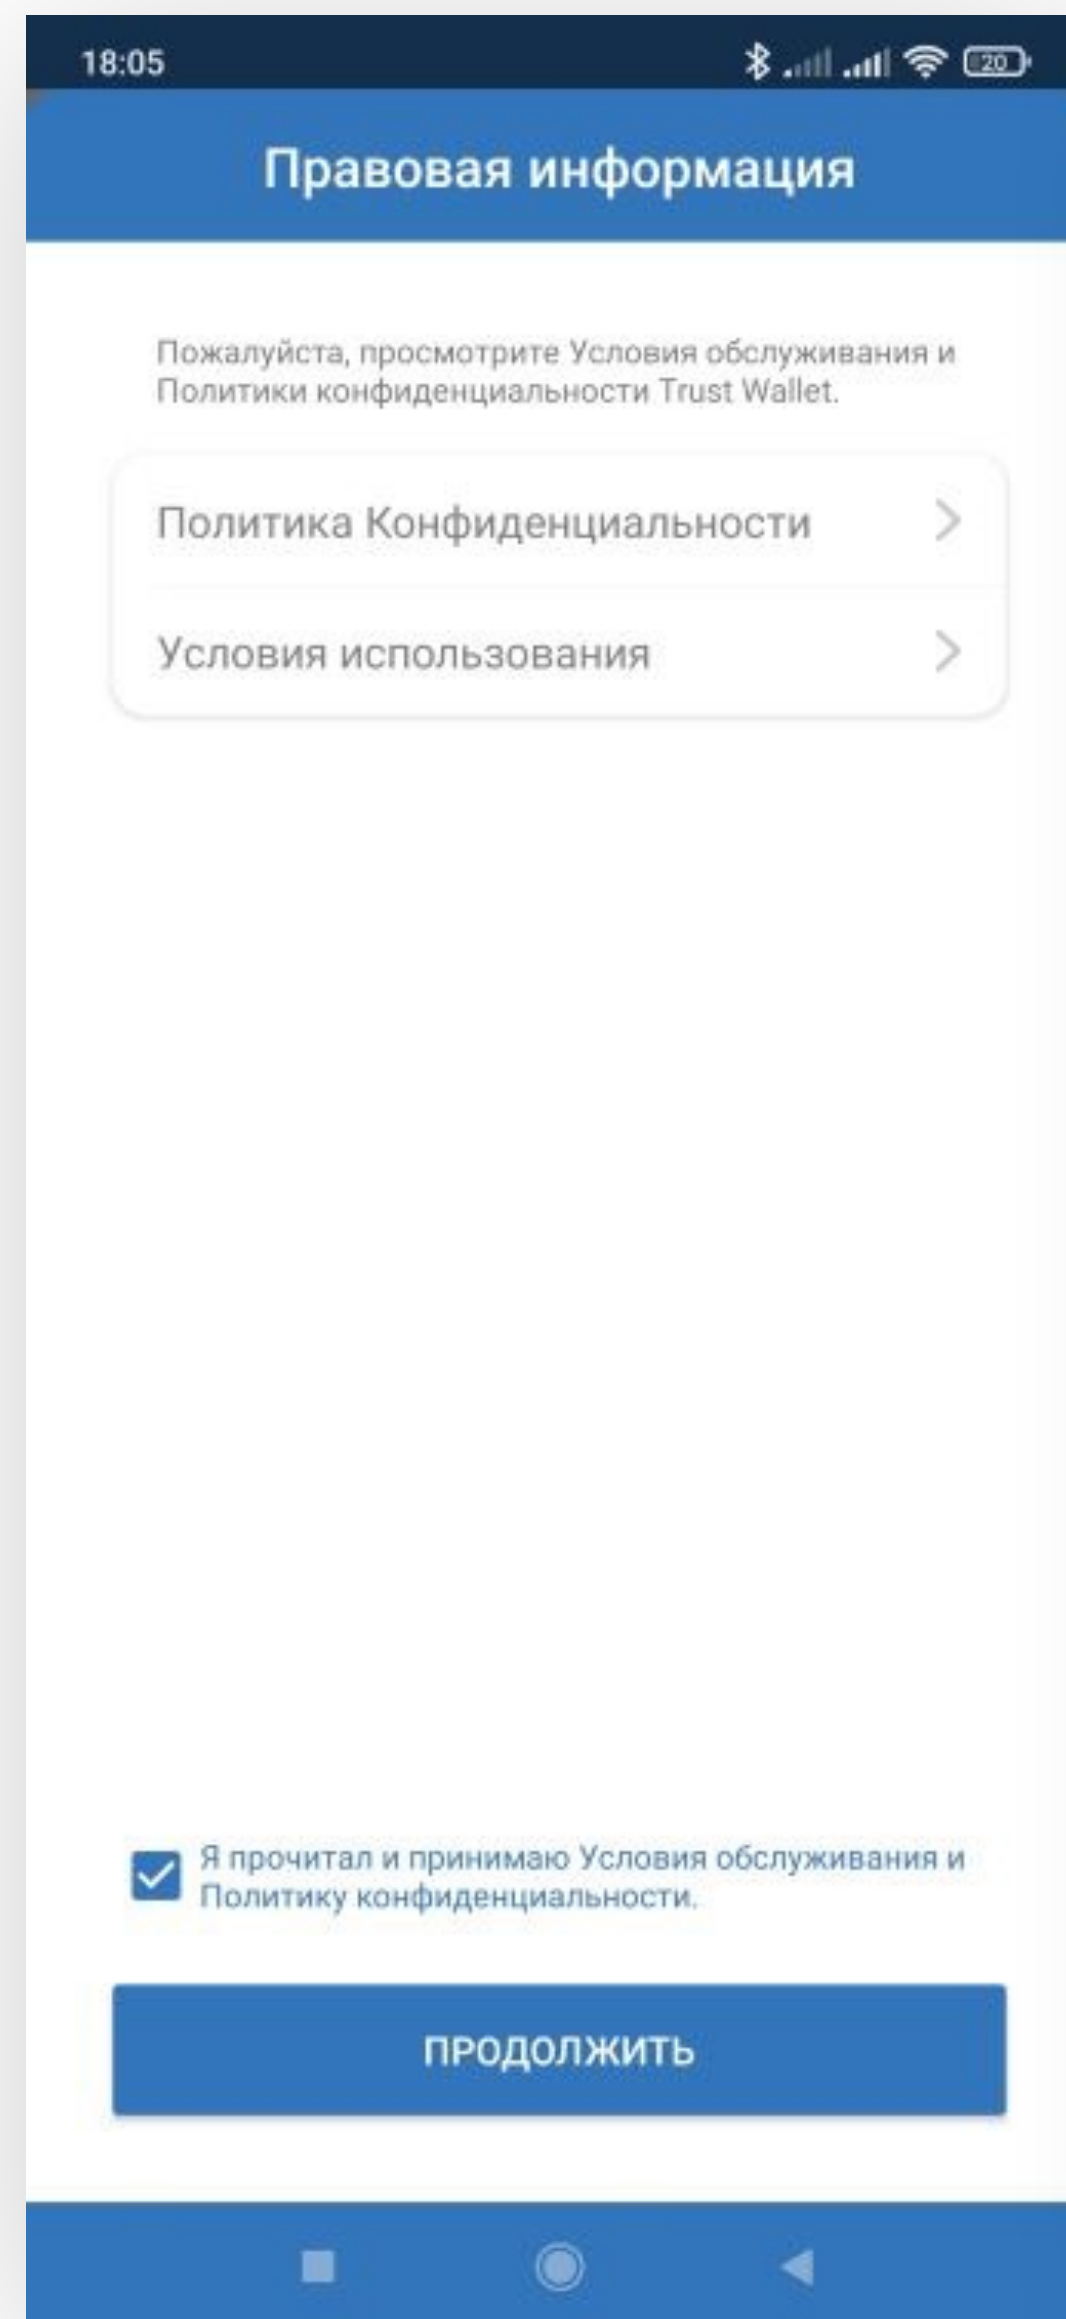 18:05
20
Правовая информация
Пожалуйста, просмотрите Условия обслуживания и
Политики конфиденциальности Trust Wallet.
Политика Конфиденциальности
Условия использования
Я прочитал и принимаю Условия обслуживания и
Политику конфиденциальности.
ПРОДОЛЖИТЬ